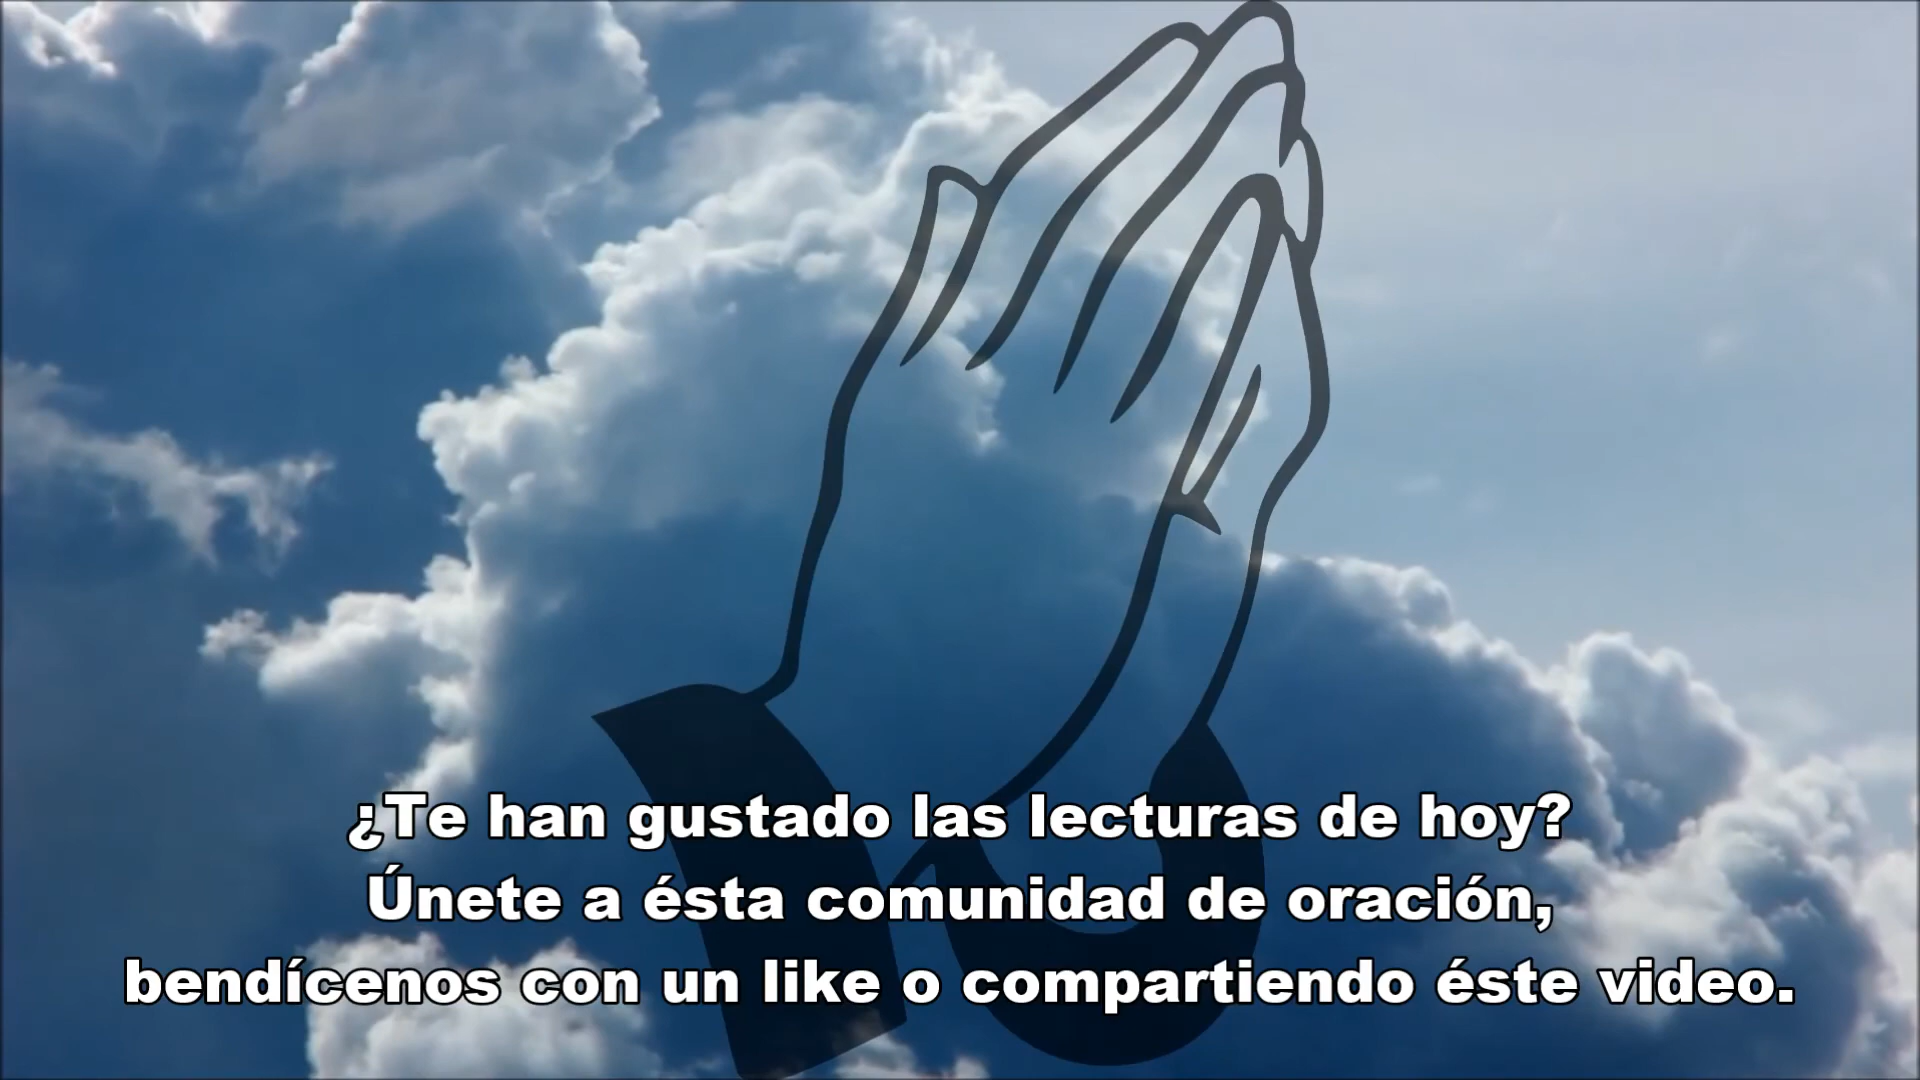 ¿Te han gustado las lecturas de hoy?
Únete a ésta comunidad de oración,
bendícenos con un like o compartiendo éste video.